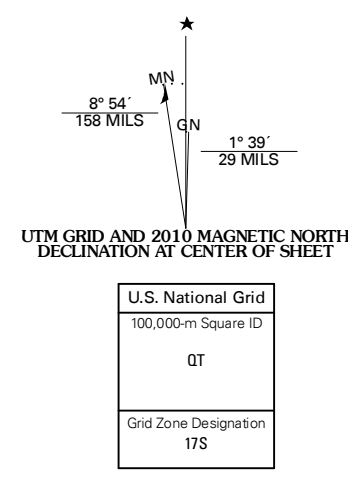 MN
8° 54´
158 MILS
GN
1° 39´
29 MILS
UTM GRID AND 2010 MAGNETIC NORTH
DECLINATION AT CENTER OF SHEET
U.S. National Grid
100,000-m Square ID
QT
Grid Zone Designation
17S